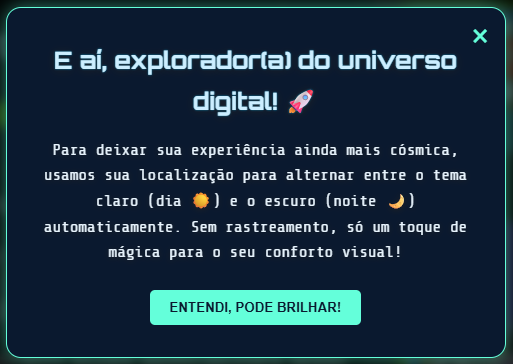 E aí, explorador(a) do universo
digital! 🚀
Para deixar sua experiência ainda mais cósmica,
usamos sua localização para alternar entre o tema
claro (dia 🌞) e o escuro (noite 🌙)
automaticamente. Sem rastreamento, só um toque de
mágica para o seu conforto visual!
ENTENDI, PODE BRILHAR!